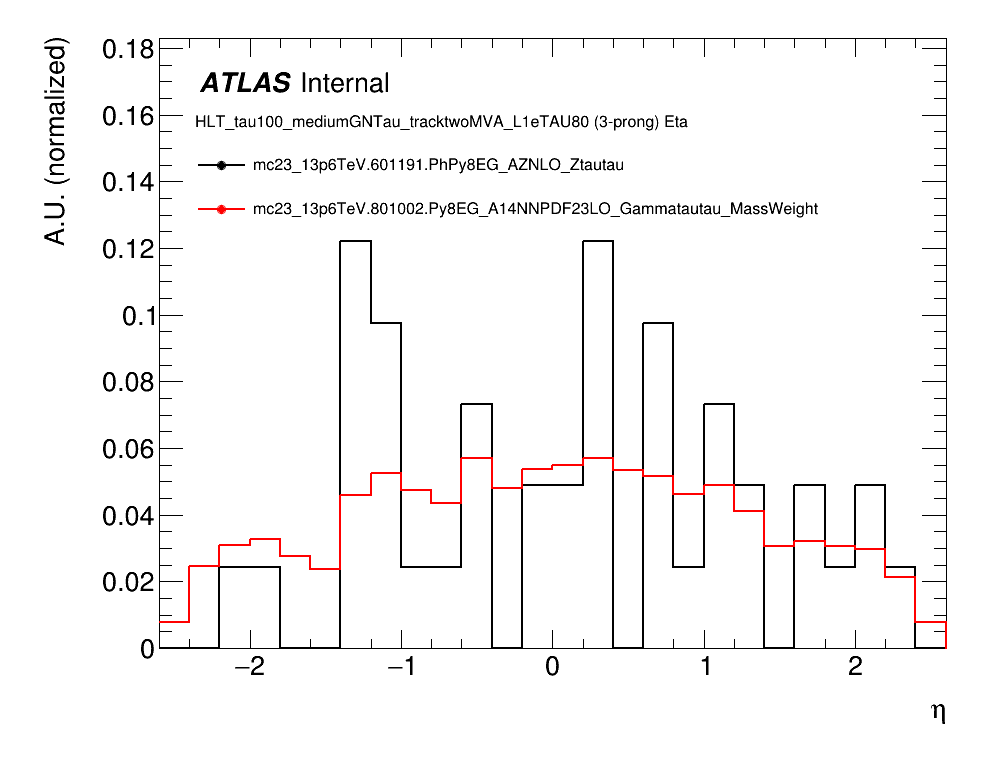 A.U. (normalized)
0.18
0.16
0.14
0.12
0.1
0.08
0.06
0.04
0.02
0
ATLAS Internal
HLT_tau100_mediumGNTau_tracktwoMVA_L1eTAU80 (3-prong) Eta
mc23_13p6TeV.601191.PhPy8EG_AZNLO_Ztautau
mc23_13p6TeV.801002.Py8EG_A14NNPDF23LO_Gammatautau_MassWeight
−2 −1 0 1 2
η